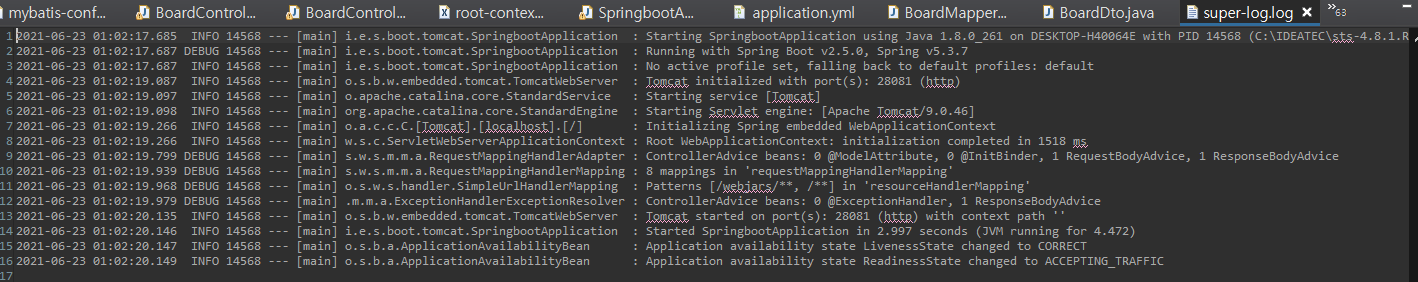 mybatis-conf... BoardControl... BoardControl... root-contex... SpringbootA... application.yml BoardMapper... BoardDto.java super-log.log »63
1 2021-06-23 01:02:17.685  INFO 14568 --- [main] i.e.s.boot.tomcat.SpringbootApplication  : Starting SpringbootApplication using Java 1.8.0_261 on DESKTOP-H40064E with PID 14568 (C:\IDEATEC\sts-4.8.1.R
2 2021-06-23 01:02:17.687 DEBUG 14568 --- [main] i.e.s.boot.tomcat.SpringbootApplication  : Running with Spring Boot v2.5.0, Spring v5.3.7
3 2021-06-23 01:02:17.687  INFO 14568 --- [main] i.e.s.boot.tomcat.SpringbootApplication  : No active profile set, falling back to default profiles: default
4 2021-06-23 01:02:19.087  INFO 14568 --- [main] o.s.b.w.embedded.tomcat.TomcatWebServer  : Tomcat initialized with port(s): 28081 (http)
5 2021-06-23 01:02:19.097  INFO 14568 --- [main] o.apache.catalina.core.StandardService   : Starting service [Tomcat]
6 2021-06-23 01:02:19.098  INFO 14568 --- [main] org.apache.catalina.core.StandardEngine  : Starting Servlet engine: [Apache Tomcat/9.0.46]
7 2021-06-23 01:02:19.266  INFO 14568 --- [main] o.a.c.c.C.[Tomcat].[localhost].[/]       : Initializing Spring embedded WebApplicationContext
8 2021-06-23 01:02:19.266  INFO 14568 --- [main] w.s.c.ServletWebServerApplicationContext : Root WebApplicationContext: initialization completed in 1518 ms
9 2021-06-23 01:02:19.799 DEBUG 14568 --- [main] s.w.s.m.m.a.RequestMappingHandlerAdapter : ControllerAdvice beans: 0 @ModelAttribute, 0 @InitBinder, 1 RequestBodyAdvice, 1 ResponseBodyAdvice
10 2021-06-23 01:02:19.939 DEBUG 14568 --- [main] s.w.s.m.m.a.RequestMappingHandlerMapping : 8 mappings in 'requestMappingHandlerMapping'
11 2021-06-23 01:02:19.968 DEBUG 14568 --- [main] o.s.w.s.handler.SimpleUrlHandlerMapping  : Patterns [/webjars/**, /**] in 'resourceHandlerMapping'
12 2021-06-23 01:02:19.979 DEBUG 14568 --- [main] .m.m.a.ExceptionHandlerExceptionResolver : ControllerAdvice beans: 0 @ExceptionHandler, 1 ResponseBodyAdvice
13 2021-06-23 01:02:20.135  INFO 14568 --- [main] o.s.b.w.embedded.tomcat.TomcatWebServer  : Tomcat started on port(s): 28081 (http) with context path ''
14 2021-06-23 01:02:20.146  INFO 14568 --- [main] i.e.s.boot.tomcat.SpringbootApplication  : Started SpringbootApplication in 2.997 seconds (JVM running for 4.472)
15 2021-06-23 01:02:20.147  INFO 14568 --- [main] o.s.b.a.ApplicationAvailabilityBean      : Application availability state LivenessState changed to CORRECT
16 2021-06-23 01:02:20.149  INFO 14568 --- [main] o.s.b.a.ApplicationAvailabilityBean      : Application availability state ReadinessState changed to ACCEPTING_TRAFFIC
17